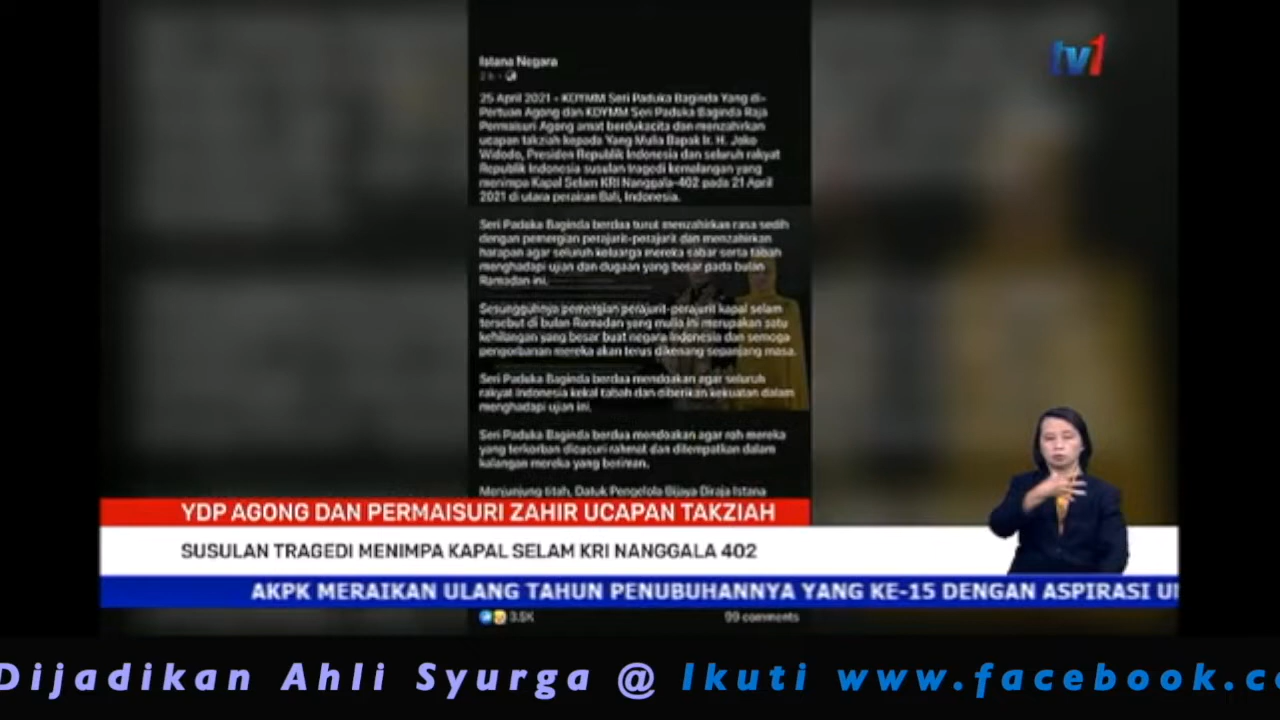 tv1
Istana Negara
2 h
25 April 2021 - KDYMM Seri Paduka Baginda Yang di-
Pertuan Agong dan KDYMM Seri Paduka Baginda Raja
Permaisuri Agong amat berdukacita dan menzahirkan
ucapan takziah kepada Yang Mulia Bapak Ir. H. Joko
Widodo, Presiden Republik Indonesia dan seluruh rakyat
Republik Indonesia susulan tragedi kemalangan yang
menimpa Kapal Selam KRI Nanggala-402 pada 21 April
2021 di utara perairan Bali, Indonesia.
Seri Paduka Baginda berdua turut menzahirkan rasa sedih
dengan pemergian perajurit-perajurit dan menzahirkan
harapan agar seluruh keluarga mereka sabar serta tabah
menghadapi ujian dan dugaan yang besar pada bulan
Ramadan ini.
Sesungguhnya pemergian perajurit-perajurit kapal selam
tersebut di bulan Ramadan yang mulia ini merupakan satu
kehilangan yang besar buat negara Indonesia dan semoga
pengorbanan mereka akan terus dikenang sepanjang masa.
Seri Paduka Baginda berdua mendoakan agar seluruh
rakyat Indonesia kekal tabah dan diberikan kekuatan dalam
menghadapi ujian ini.
Seri Paduka Baginda berdua mendoakan agar roh mereka
yang terkorban dicucuri rahmat dan ditempatkan dalam
kalangan mereka yang beriman.
Menjunjung titah, Datuk Pengelola Bijaya Diraja Istana
YDP AGONG DAN PERMAISURI ZAHIR UCAPAN TAKZIAH
SUSULAN TRAGEDI MENIMPA KAPAL SELAM KRI NANGGALA 402
AKPK MERAIKAN ULANG TAHUN PENUBUHANNYA YANG KE-15 DENGAN ASPIRASI
3.5K 99 comments
Dijadikan Ahli Syurga @ Ikuti www.facebook.co